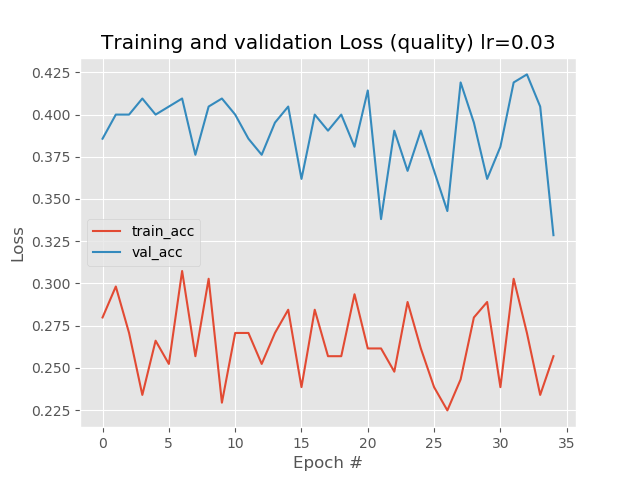 Training and validation Loss (quality) lr=0.03
0.425
0.400
0.375
0.350
0.325
0.300
0.275
0.250
0.225
Loss
train_acc
val_acc
0 5 10 15 20 25 30 35
Epoch #